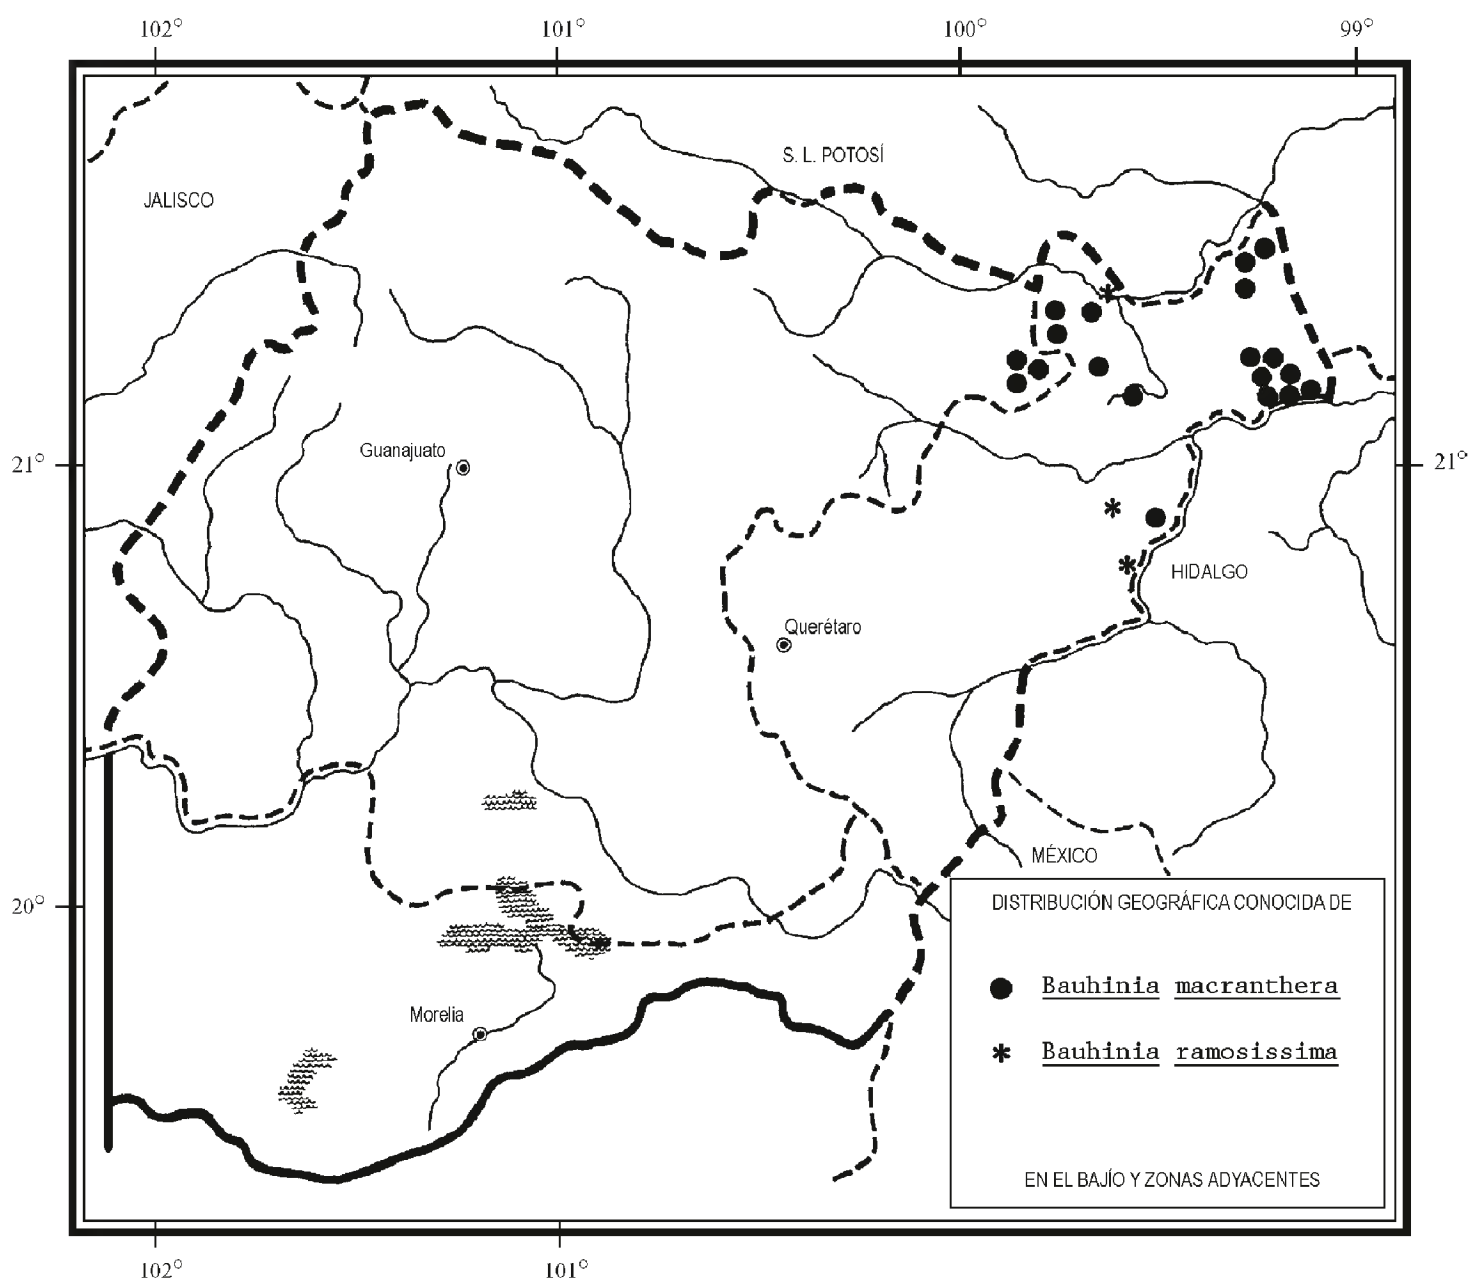 102° 101° 100° 99°
S. L. POTOSÍ
JALISCO
Guanajuato
21° 21°
HIDALGO
Querétaro
MÉXICO
20°
DISTRIBUCIÓN GEOGRÁFICA CONOCIDA DE
Bauhinia macranthera
Morelia
Bauhinia ramosissima
EN EL BAJÍO Y ZONAS ADYACENTES
102° 101°